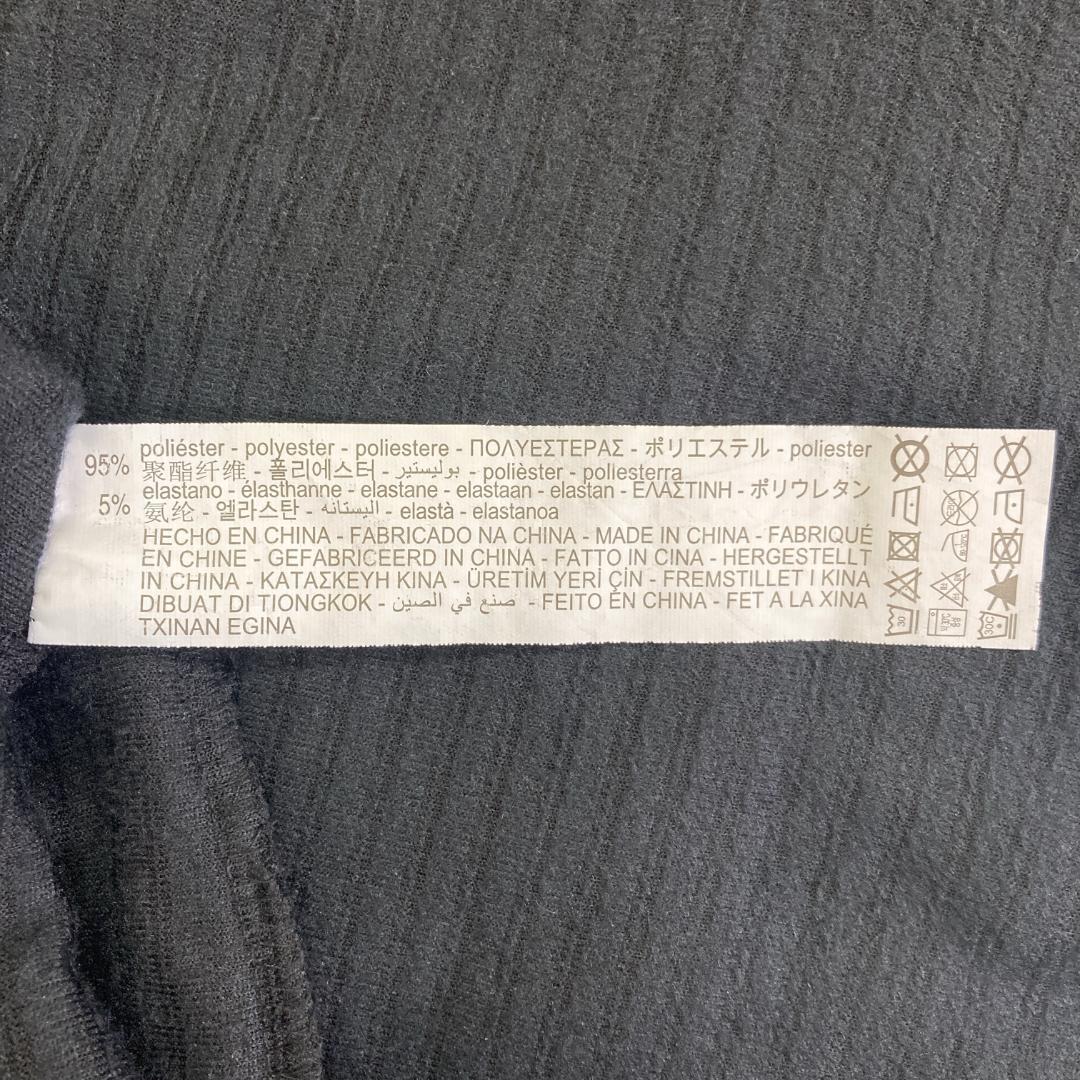 95% poliéster - polyester - poliestere - ΠΟΛΥΕΣΤΕΡΑΣ - ポリエステル - poliester
聚酯纤维 - 폴리에스터 - بوليستير - polièster - poliesterra
5% elastano - élasthanne - elastane - elastaan - elastan - ΕΛΑΣΤΙΝΗ - ポリウレタン
氨纶 - 엘라스탄 - اليستانه - elastà - elastanoa
HECHO EN CHINA - FABRICADO NA CHINA - MADE IN CHINA - FABRIQUÉ
EN CHINE - GEFABRICEERD IN CHINA - FATTO IN CINA - HERGESTELLT
IN CHINA - ΚΑΤΑΣΚΕΥΗ ΚΙΝΑ - ÜRETİM YERİ ÇİN - FREMSTILLET I KINA
DIBUAT DI TIONGKOK - صنع في الصين - FEITO EN CHINA - FET A LA XINA
TXINAN EGINA
30
30C